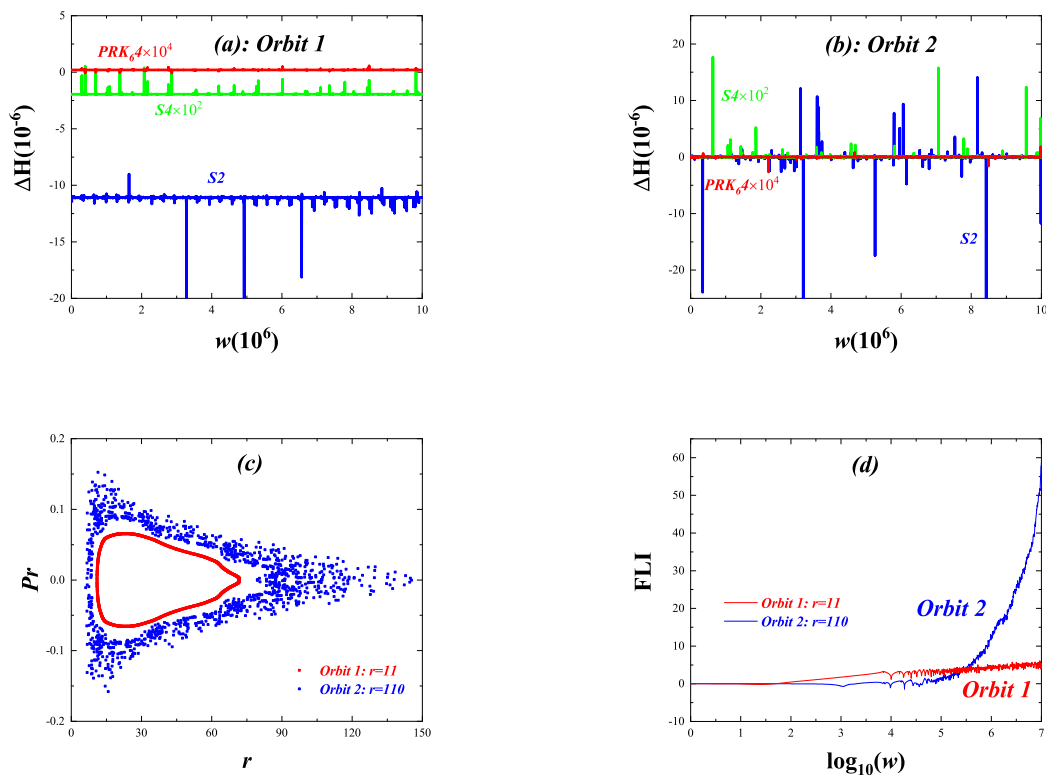 (a): Orbit 1
PRK₆4×10⁴
S4×10²
S2
ΔH(10⁻⁶)
5
0
-5
-10
-15
-20
0 2 4 6 8 10
w(10⁶)
(b): Orbit 2
S4×10²
PRK₆4×10⁴
S2
ΔH(10⁻⁶)
20
10
0
-10
-20
0 2 4 6 8 10
w(10⁶)
(c)
Pr
0.2
0.1
0.0
-0.1
-0.2
Orbit 1: r=11
Orbit 2: r=110
0 30 60 90 120 150
r
(d)
FLI
60
50
40
30
20
10
0
-10
Orbit 1: r=11
Orbit 2: r=110
Orbit 2
Orbit 1
0 1 2 3 4 5 6 7
log₁₀(w)